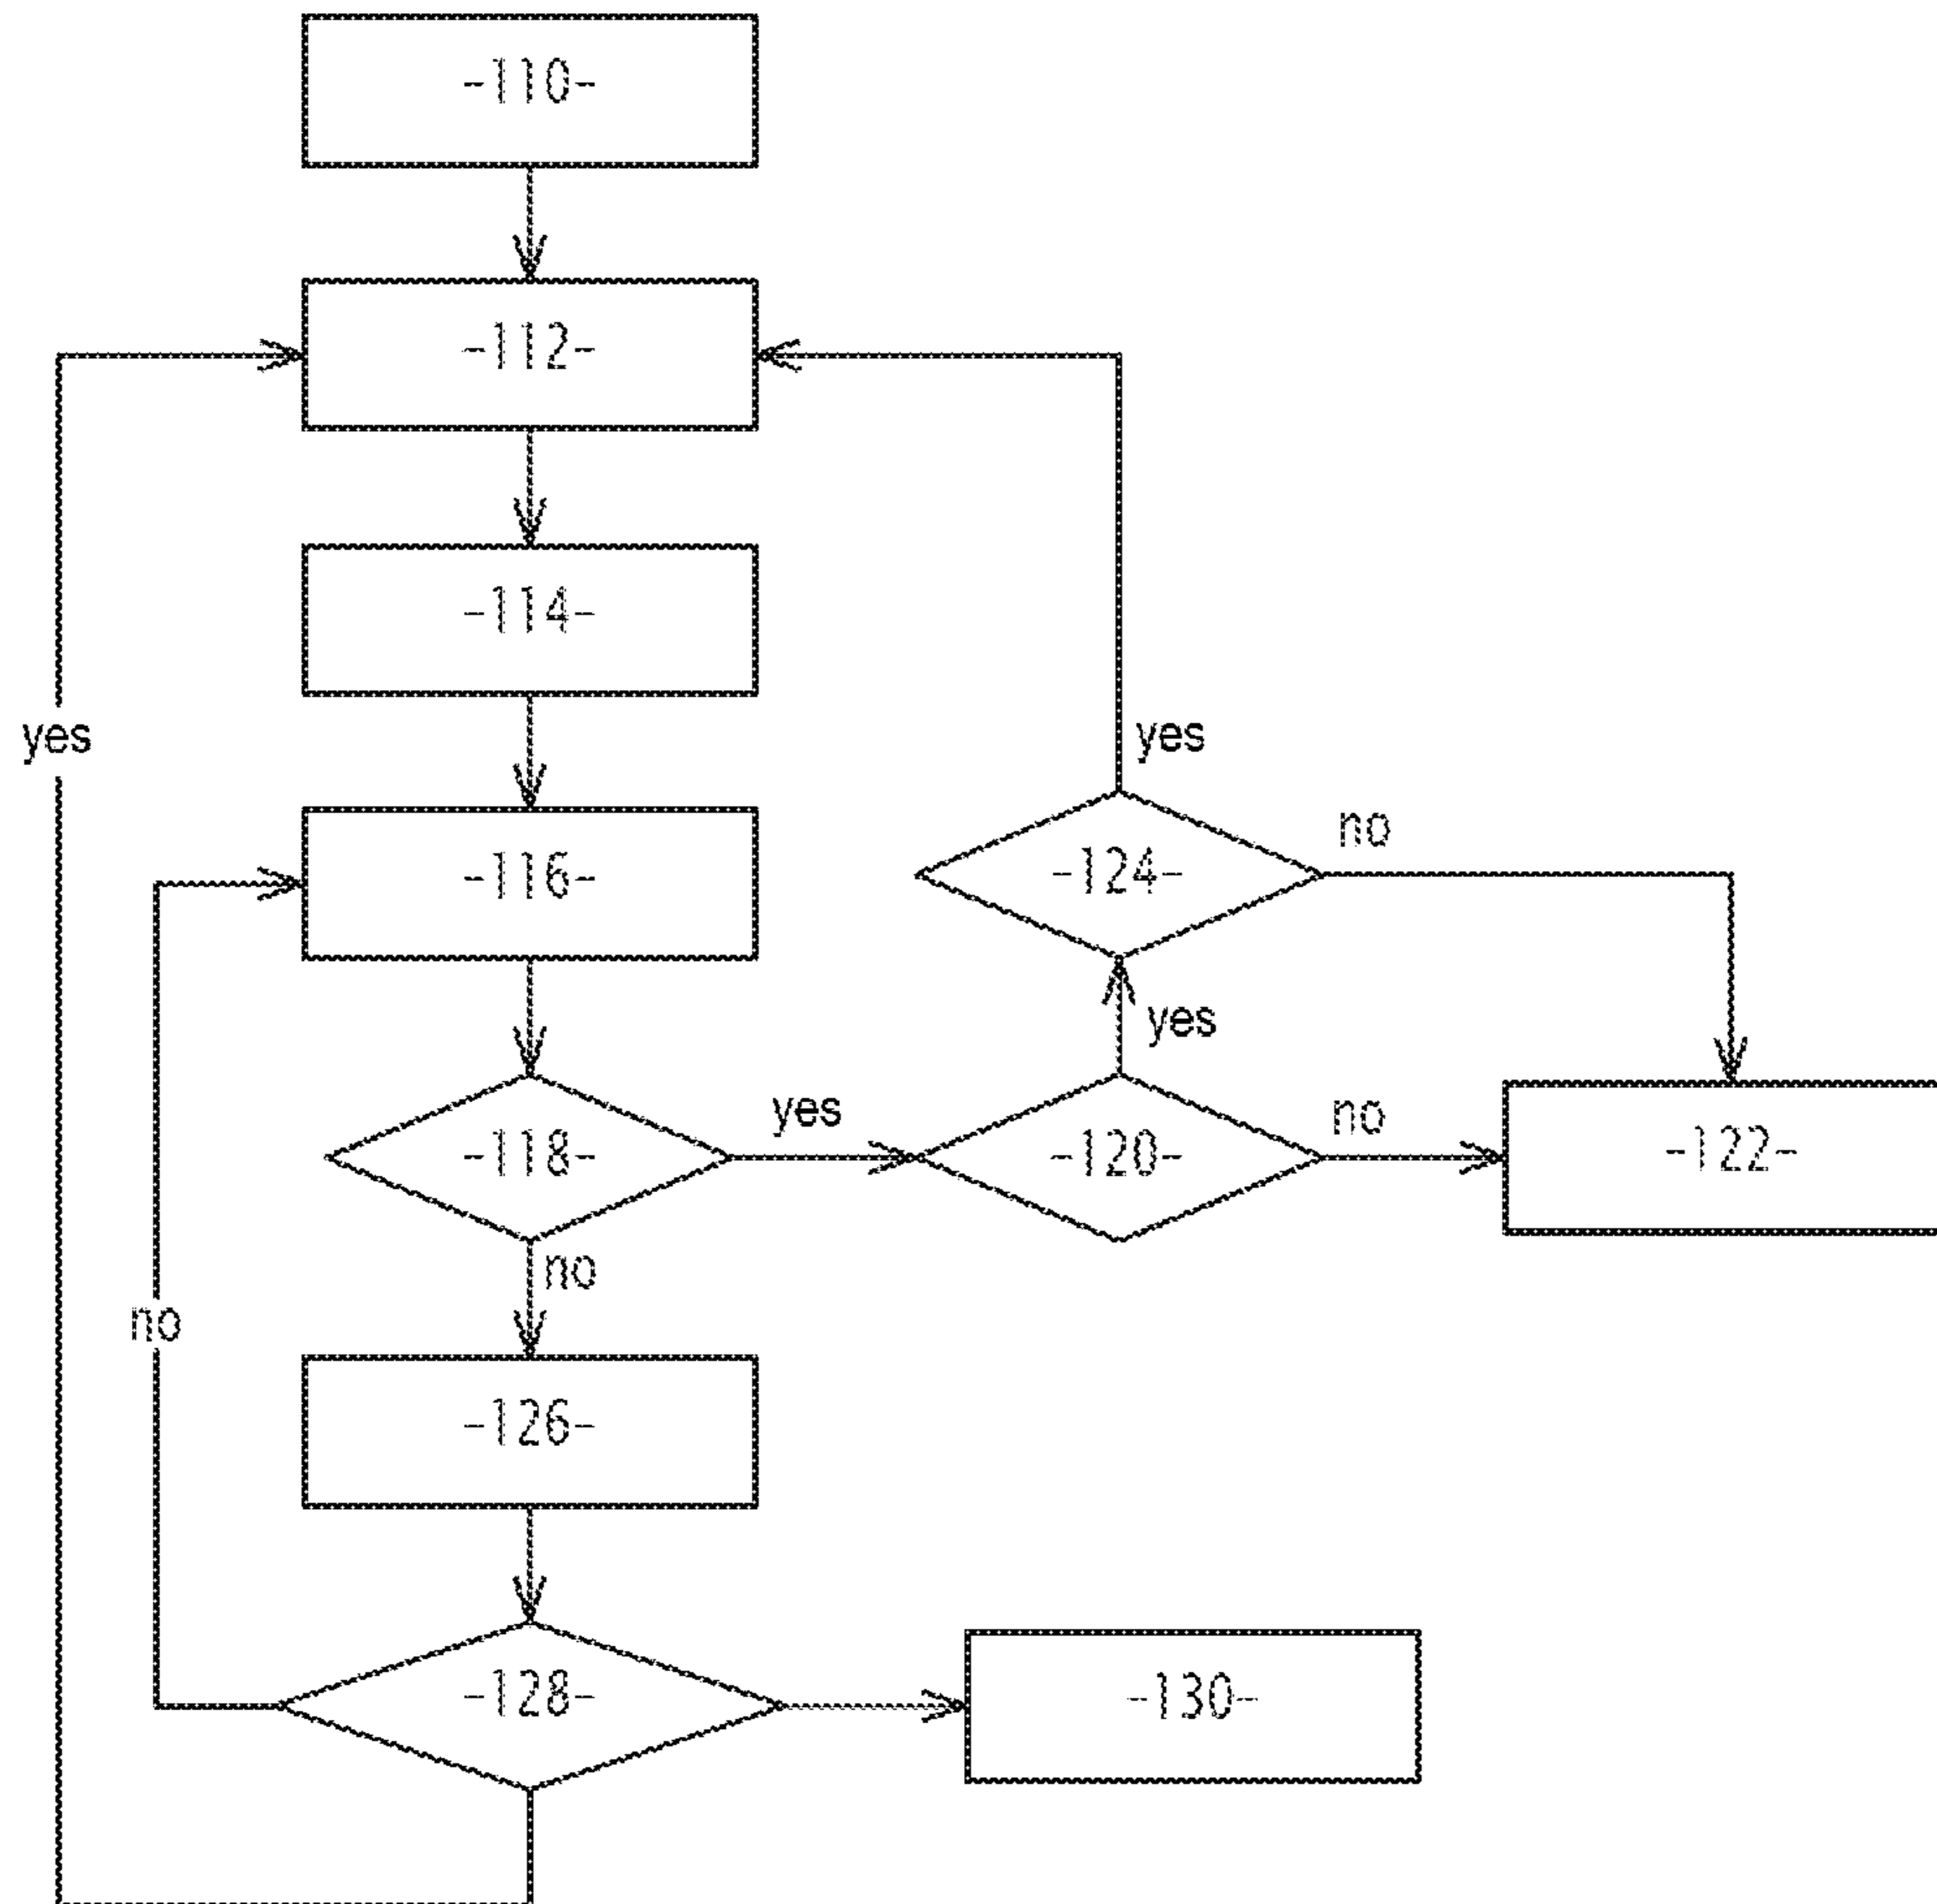 -110-
-112-
-114-
yes
yes
-116-
-124-
no
yes
-118-
yes
-120-
no
-122-
no
no
-126-
-128-
-130-